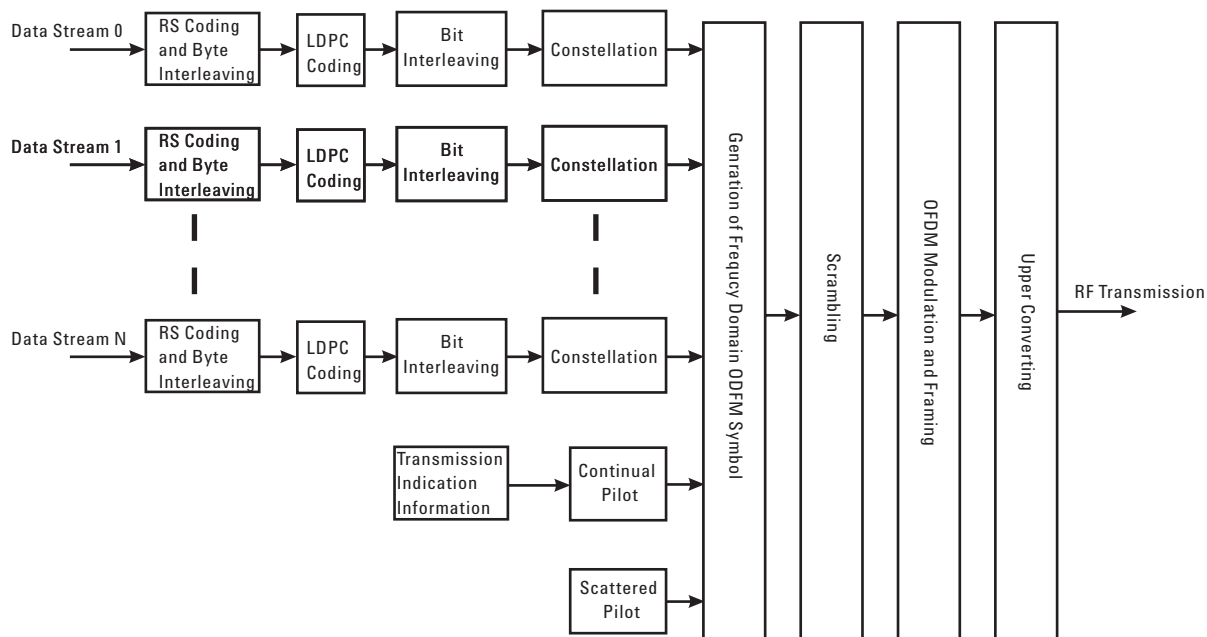 Data Stream 0
RS Coding
and Byte
Interleaving
LDPC
Coding
Bit
Interleaving
Constellation
Data Stream 1
RS Coding
and Byte
Interleaving
LDPC
Coding
Bit
Interleaving
Constellation
Data Stream N
RS Coding
and Byte
Interleaving
LDPC
Coding
Bit
Interleaving
Constellation
Transmission
Indication
Information
Continual
Pilot
Scattered
Pilot
Genration of Frequcy Domain ODFM Symbol
Scrambling
OFDM Modulation and Framing
Upper Converting
RF Transmission